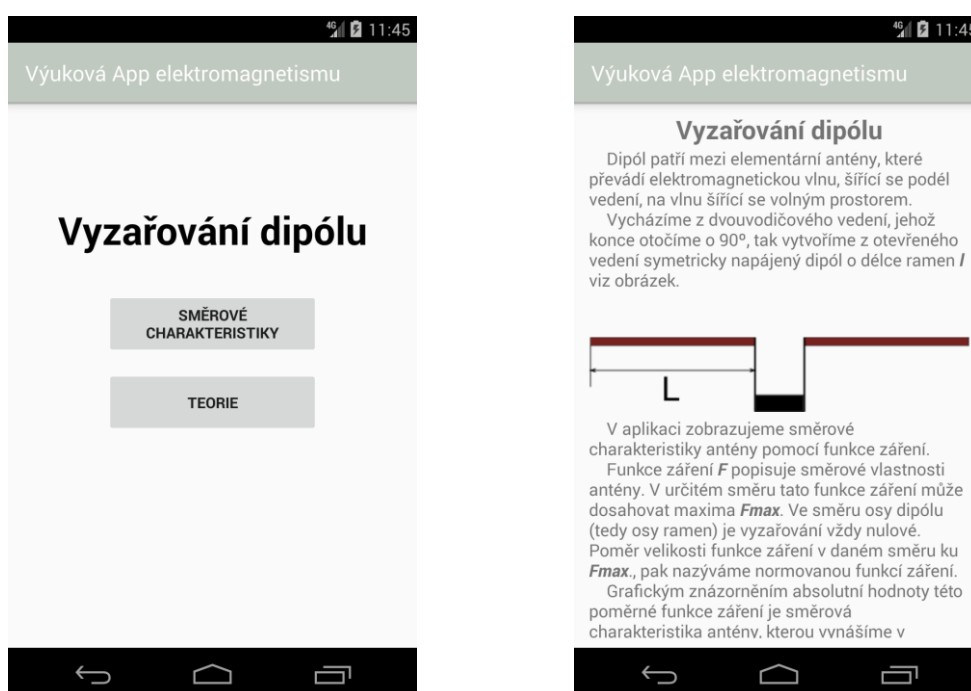 4G 11:45
Výuková App elektromagnetismu
Vyzařování dipólu
SMĚROVÉ
CHARAKTERISTIKY
TEORIE
4G 11:45
Výuková App elektromagnetismu
Vyzařování dipólu
Dipól patří mezi elementární antény, které
převádí elektromagnetickou vlnu, šířící se podél
vedení, na vlnu šířící se volným prostorem.
Vycházíme z dvouvodičového vedení, jehož
konce otočíme o 90º, tak vytvoříme z otevřeného
vedení symetricky napájený dipól o délce ramen l
viz obrázek.
L
V aplikaci zobrazujeme směrové
charakteristiky antény pomocí funkce záření.
Funkce záření F popisuje směrové vlastnosti
antény. V určitém směru tato funkce záření může
dosahovat maxima Fmax. Ve směru osy dipólu
(tedy osy ramen) je vyzařování vždy nulové.
Poměr velikosti funkce záření v daném směru ku
Fmax., pak nazýváme normovanou funkcí záření.
Grafickým znázorněním absolutní hodnoty této
poměrné funkce záření je směrová
charakteristika antény, kterou vynášíme v